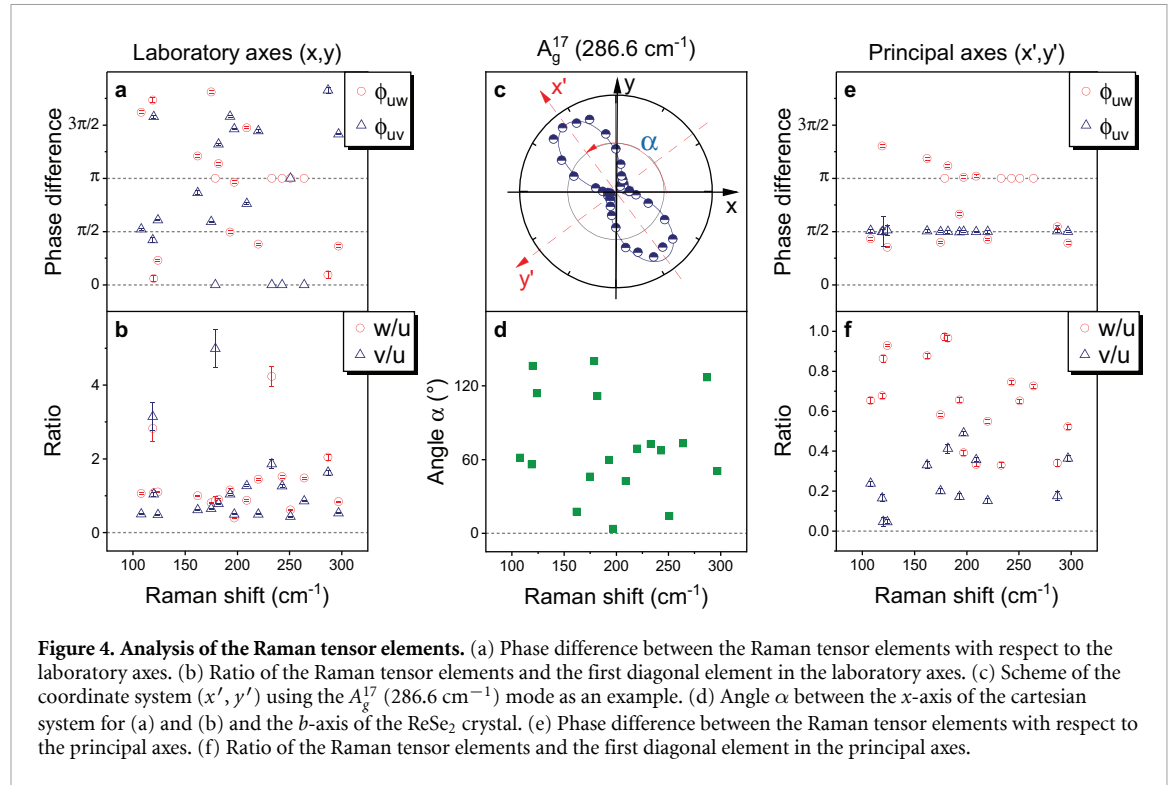 Laboratory axes (x,y)
A_g^17 (286.6 cm⁻¹)
Principal axes (x',y')
a
ϕ_uw
ϕ_uv
3π/2
π
π/2
0
Phase difference
c
x'
y
α
x
y'
e
ϕ_uw
ϕ_uv
3π/2
π
π/2
0
Phase difference
b
w/u
v/u
4
2
0
Ratio
100 150 200 250 300
Raman shift (cm⁻¹)
d
120
60
0
Angle α (°)
100 150 200 250 300
Raman shift (cm⁻¹)
f
w/u
v/u
1.0
0.8
0.6
0.4
0.2
0.0
Ratio
100 150 200 250 300
Raman shift (cm⁻¹)
Figure 4. Analysis of the Raman tensor elements. (a) Phase difference between the Raman tensor elements with respect to the
laboratory axes. (b) Ratio of the Raman tensor elements and the first diagonal element in the laboratory axes. (c) Scheme of the
coordinate system (x′, y′) using the A_g^17 (286.6 cm⁻¹) mode as an example. (d) Angle α between the x-axis of the cartesian
system for (a) and (b) and the b-axis of the ReSe₂ crystal. (e) Phase difference between the Raman tensor elements with respect to
the principal axes. (f) Ratio of the Raman tensor elements and the first diagonal element in the principal axes.